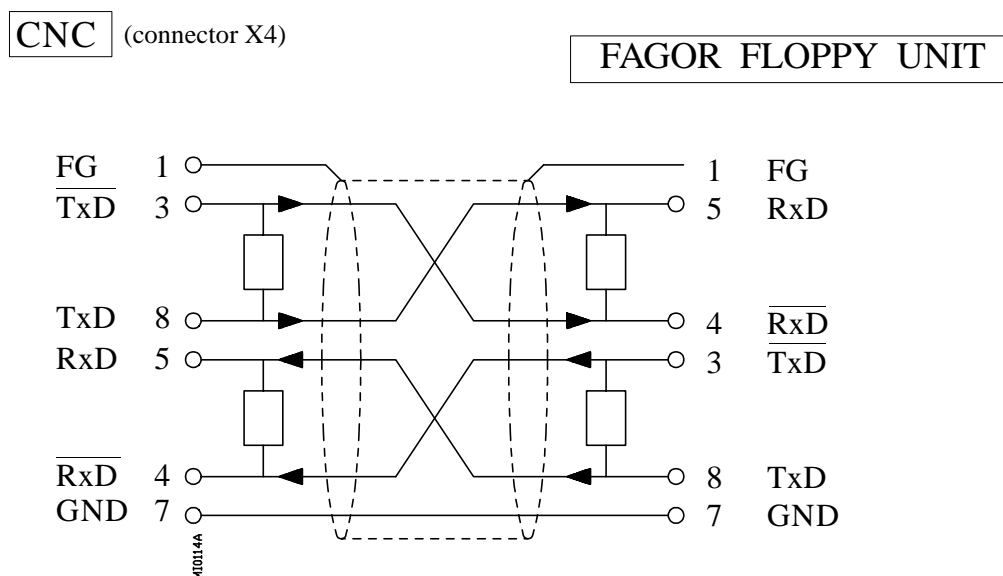 CNC (connector X4)
FAGOR FLOPPY UNIT
FG 1 1 FG
TxD 3 5 RxD
TxD 8 4 RxD
RxD 5 3 TxD
RxD 4 8 TxD
GND 7 7 GND
MI0114A